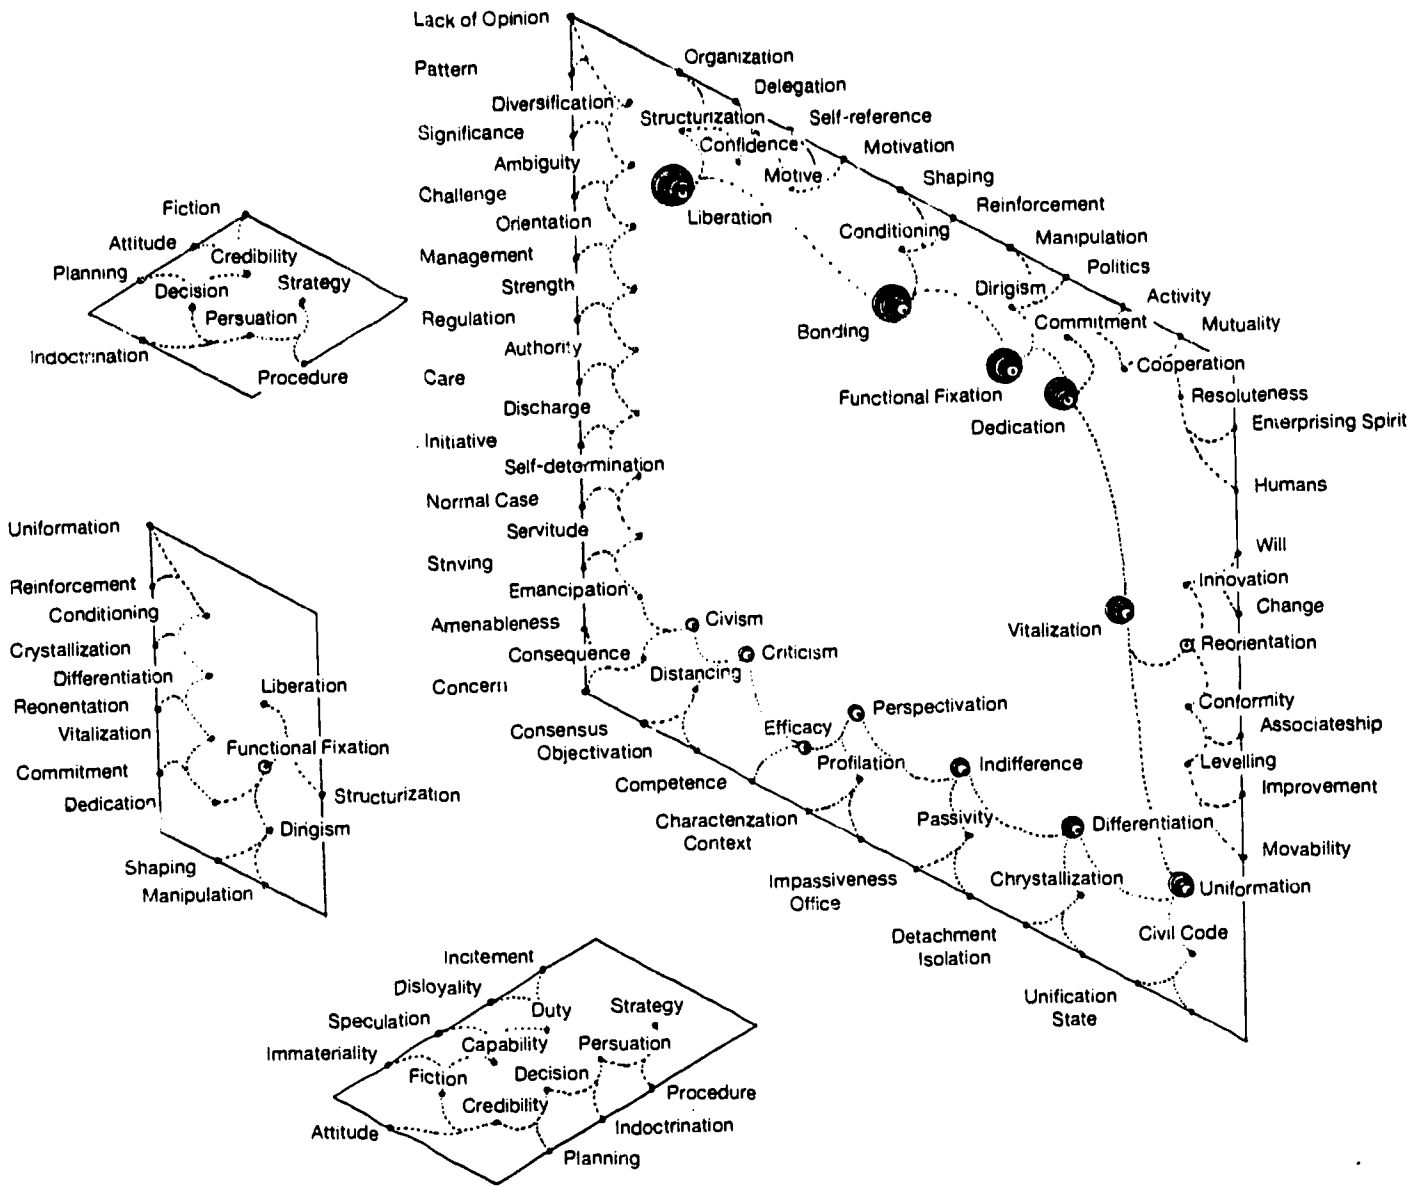 Lack of Opinion
Pattern
Diversification
Significance
Ambiguity
Challenge
Orientation
Management
Strength
Regulation
Authority
Care
Discharge
Initiative
Self-determination
Normal Case
Servitude
Striving
Emancipation
Amenableness
Consequence
Concern
Organization
Delegation
Structurization
Self-reference
Confidence
Motivation
Motive
Shaping
Liberation
Reinforcement
Conditioning
Manipulation
Politics
Dirigism
Activity
Bonding
Commitment
Mutuality
Cooperation
Functional Fixation
Resoluteness
Dedication
Enterprising Spirit
Humans
Will
Innovation
Change
Vitalization
Reorientation
Conformity
Associateship
Levelling
Improvement
Movability
Civism
Criticism
Distancing
Consensus
Objectivation
Efficacy
Perspectivation
Competence
Profilation
Indifference
Characterization
Context
Passivity
Differentiation
Impassiveness
Office
Chrystallization
Uniformation
Detachment
Isolation
Civil Code
Unification
State
Fiction
Attitude
Credibility
Planning
Decision
Strategy
Persuation
Indoctrination
Procedure
Uniformation
Reinforcement
Conditioning
Crystallization
Differentiation
Reorientation
Liberation
Vitalization
Functional Fixation
Commitment
Dedication
Structurization
Dirigism
Shaping
Manipulation
Incitement
Disloyality
Speculation
Duty
Strategy
Immateriality
Capability
Persuation
Fiction
Decision
Credibility
Procedure
Attitude
Indoctrination
Planning